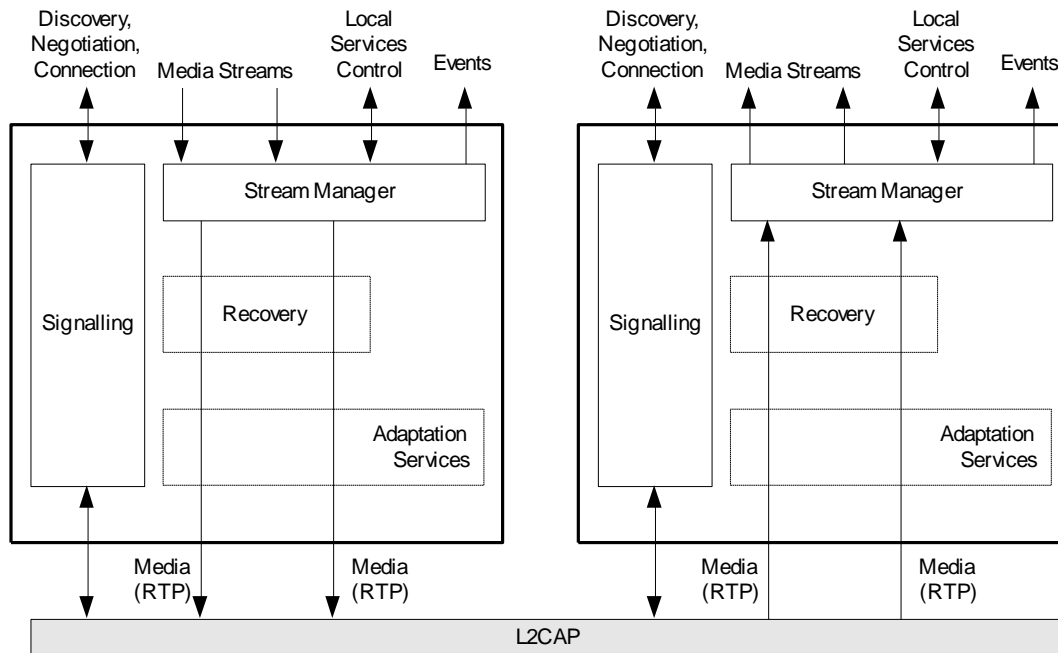 Discovery,
Negotiation,
Connection
Media Streams
Local
Services
Control
Events
Stream Manager
Signalling
Recovery
Adaptation
Services
Media
(RTP)
Media
(RTP)
Discovery,
Negotiation,
Connection
Media Streams
Local
Services
Control
Events
Stream Manager
Signalling
Recovery
Adaptation
Services
Media
(RTP)
Media
(RTP)
L2CAP